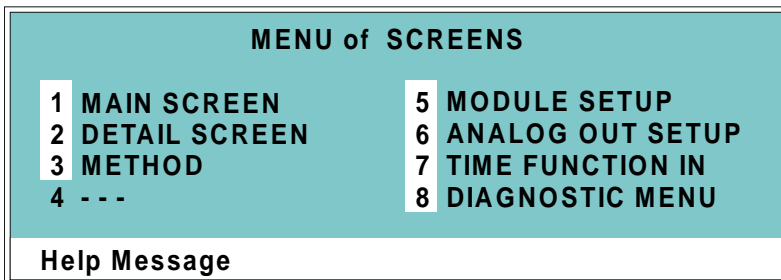 MENU of SCREENS
1 MAIN SCREEN
2 DETAIL SCREEN
3 METHOD
4 - - -
5 MODULE SETUP
6 ANALOG OUT SETUP
7 TIME FUNCTION IN
8 DIAGNOSTIC MENU
Help Message